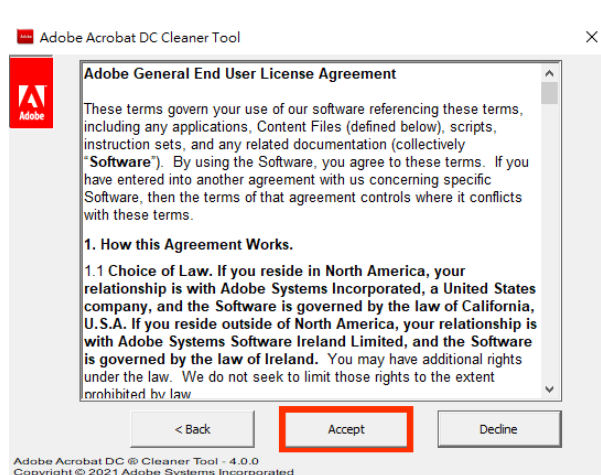 Adobe Acrobat DC Cleaner Tool
Adobe
Adobe General End User License Agreement
These terms govern your use of our software referencing these terms,
including any applications, Content Files (defined below), scripts,
instruction sets, and any related documentation (collectively
"Software"). By using the Software, you agree to these terms. If you
have entered into another agreement with us concerning specific
Software, then the terms of that agreement controls where it conflicts
with these terms.
1. How this Agreement Works.
1.1 Choice of Law. If you reside in North America, your
relationship is with Adobe Systems Incorporated, a United States
company, and the Software is governed by the law of California,
U.S.A. If you reside outside of North America, your relationship is
with Adobe Systems Software Ireland Limited, and the Software
is governed by the law of Ireland. You may have additional rights
under the law. We do not seek to limit those rights to the extent
prohibited by law
< Back
Accept
Decline
Adobe Acrobat DC ® Cleaner Tool - 4.0.0
Copyright © 2021 Adobe Systems Incorporated